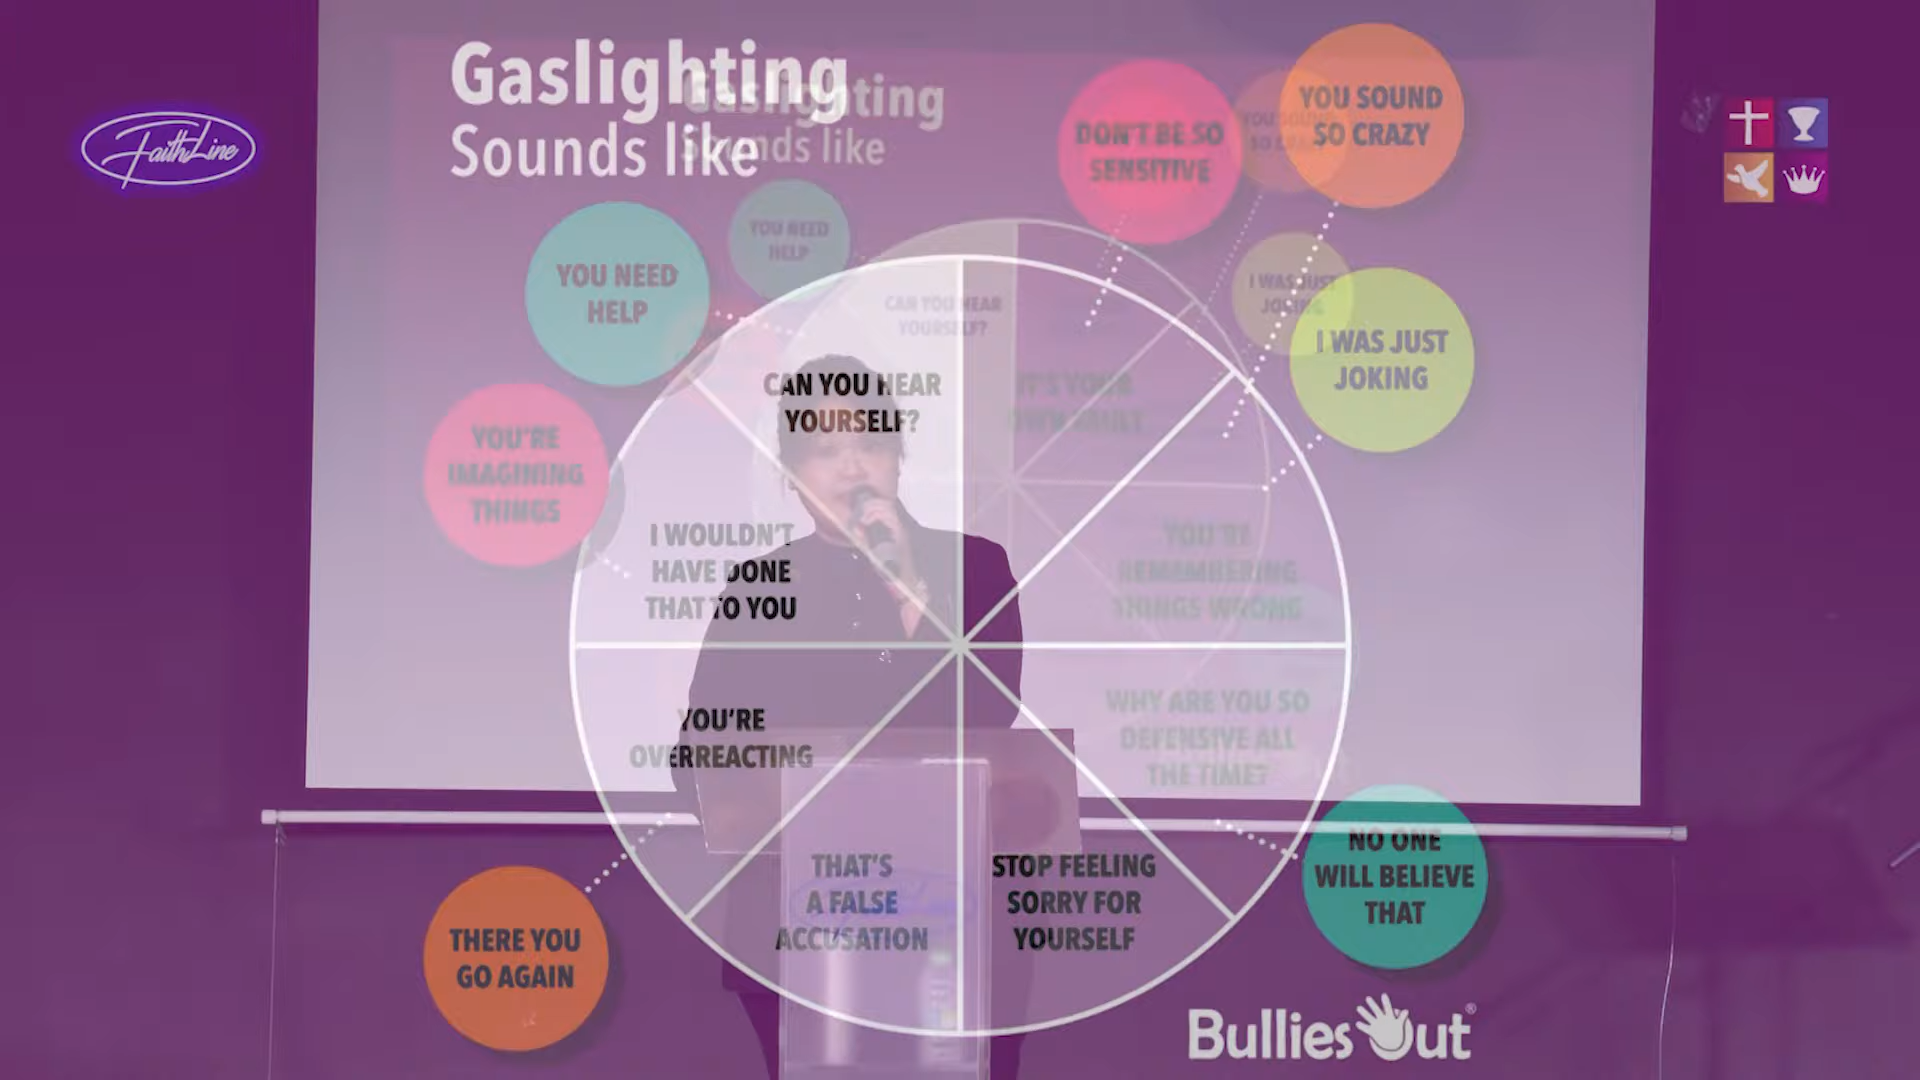 Gaslighting
Sounds like
FaithLine
DON'T BE SO
SENSITIVE
YOU SOUND
SO CRAZY
YOU NEED
HELP
YOU NEED
HELP
I WAS JUST
JOKING
I WAS JUST
JOKING
Gaslighting
Sounds like
CAN YOU HEAR
YOURSELF?
CAN YOU HEAR
YOURSELF?
IT'S YOUR
OWN FAULT
YOU'RE
IMAGINING
THINGS
I WOULDN'T
HAVE DONE
THAT TO YOU
YOU'RE
REMEMBERING
THINGS WRONG
YOU'RE
OVERREACTING
WHY ARE YOU SO
DEFENSIVE ALL
THE TIME?
THAT'S
A FALSE
ACCUSATION
STOP FEELING
SORRY FOR
YOURSELF
NO ONE
WILL BELIEVE
THAT
THERE YOU
GO AGAIN
BulliesOut®